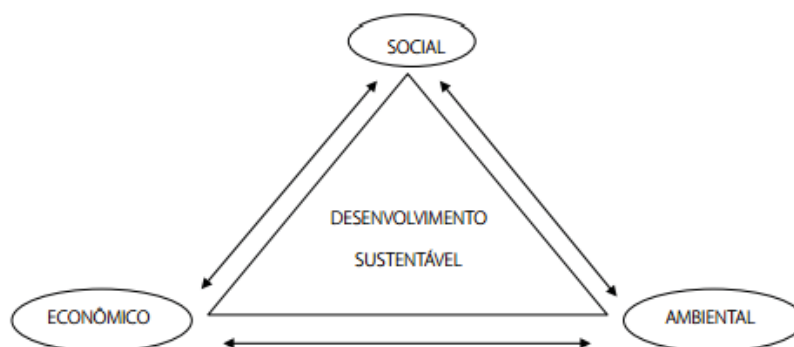 SOCIAL
DESENVOLVIMENTO
SUSTENTÁVEL
ECONÔMICO
AMBIENTAL